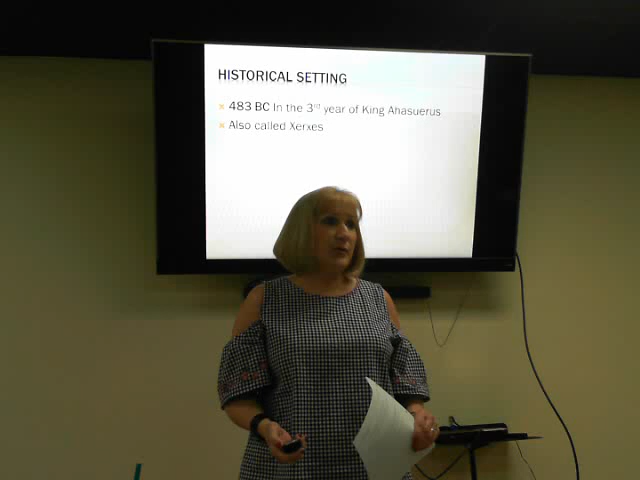 HISTORICAL SETTING
483 BC In the 3rd year of King Ahasuerus
Also called Xerxes